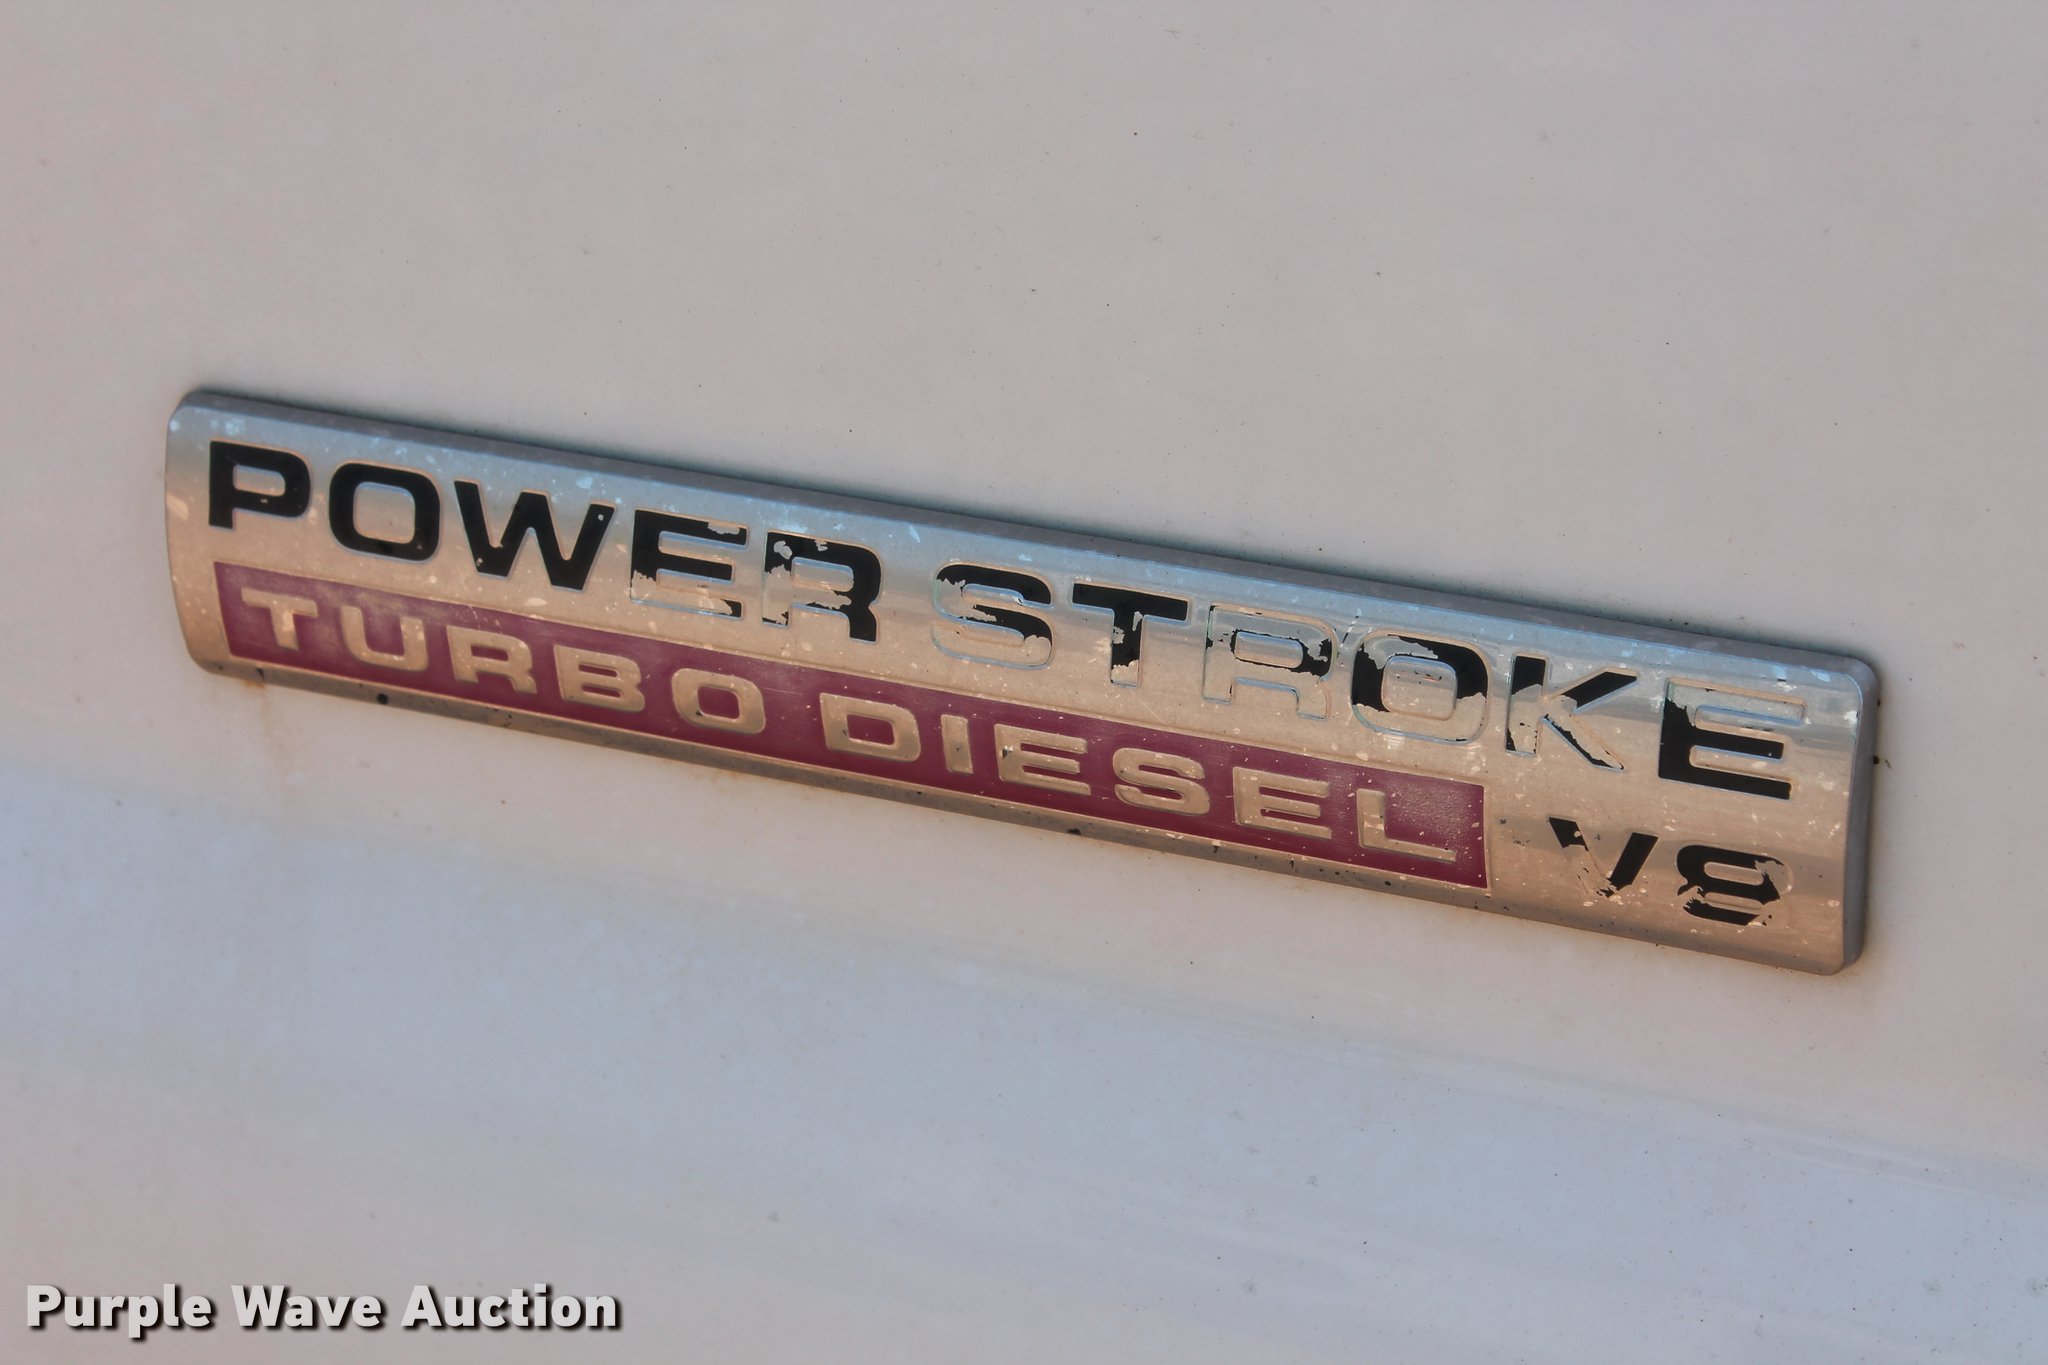 POWER STROKE
TURBO DIESEL V8
Purple Wave Auction